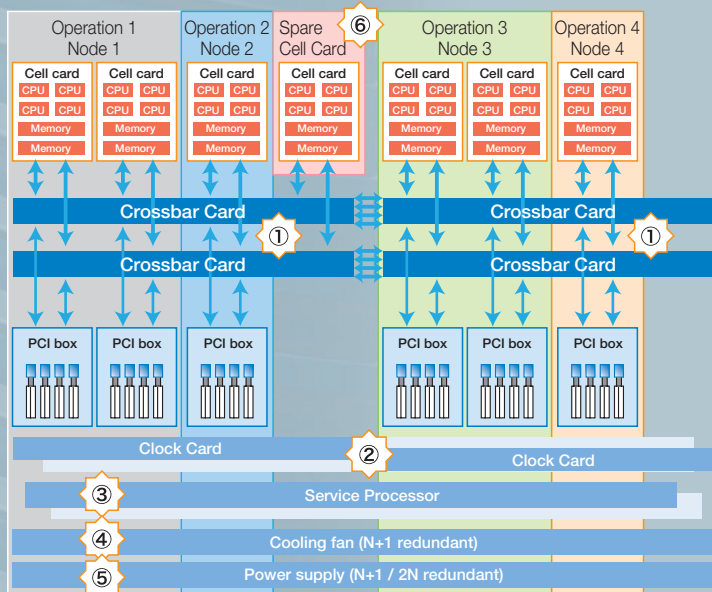 Operation 1
Node 1
Operation 2
Node 2
Spare
Cell Card
⑥
Operation 3
Node 3
Operation 4
Node 4
Cell card
CPU CPU
CPU CPU
Memory
Memory
Cell card
CPU CPU
CPU CPU
Memory
Memory
Cell card
CPU CPU
CPU CPU
Memory
Memory
Cell card
CPU CPU
CPU CPU
Memory
Memory
Cell card
CPU CPU
CPU CPU
Memory
Memory
Cell card
CPU CPU
CPU CPU
Memory
Memory
Cell card
CPU CPU
CPU CPU
Memory
Memory
Crossbar Card
Crossbar Card
①
①
Crossbar Card
Crossbar Card
PCI box
PCI box
PCI box
PCI box
PCI box
PCI box
Clock Card
②
Clock Card
③
Service Processor
④
Cooling fan (N+1 redundant)
⑤
Power supply (N+1 / 2N redundant)